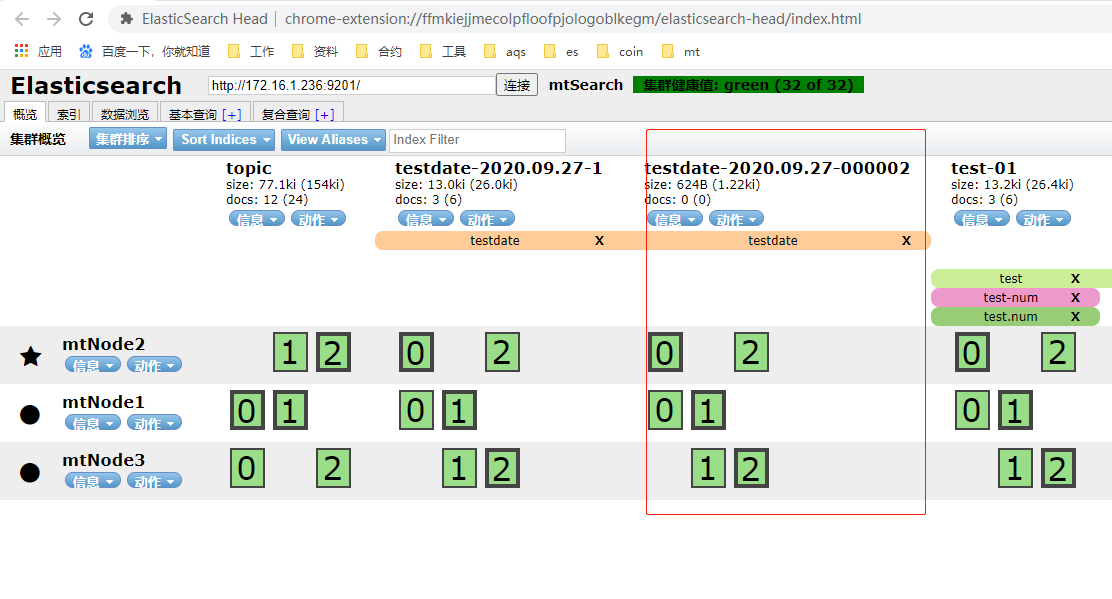 ElasticSearch Head | chrome-extension://ffmkiejjmecolpfloofpjologoblkegm/elasticsearch-head/index.html
应用 百度一下，你就知道 工作 资料 合约 工具 aqs es coin mt
Elasticsearch http://172.16.1.236:9201/ 连接 mtSearch 集群健康值: green (32 of 32)
概览 索引 数据浏览 基本查询 [+] 复合查询 [+]
集群概览 集群排序 Sort Indices View Aliases Index Filter
topic testdate-2020.09.27-1 testdate-2020.09.27-000002 test-01
size: 77.1ki (154ki) size: 13.0ki (26.0ki) size: 624B (1.22ki) size: 13.2ki (26.4ki)
docs: 12 (24) docs: 3 (6) docs: 0 (0) docs: 3 (6)
信息 动作 信息 动作 信息 动作 信息 动作
testdate X testdate X
test X
test-num X
test.num X
mtNode2 1 2 0 2 0 2 0 2
信息 动作
mtNode1 0 1 0 1 0 1 0 1
信息 动作
mtNode3 0 2 1 2 1 2 1 2
信息 动作